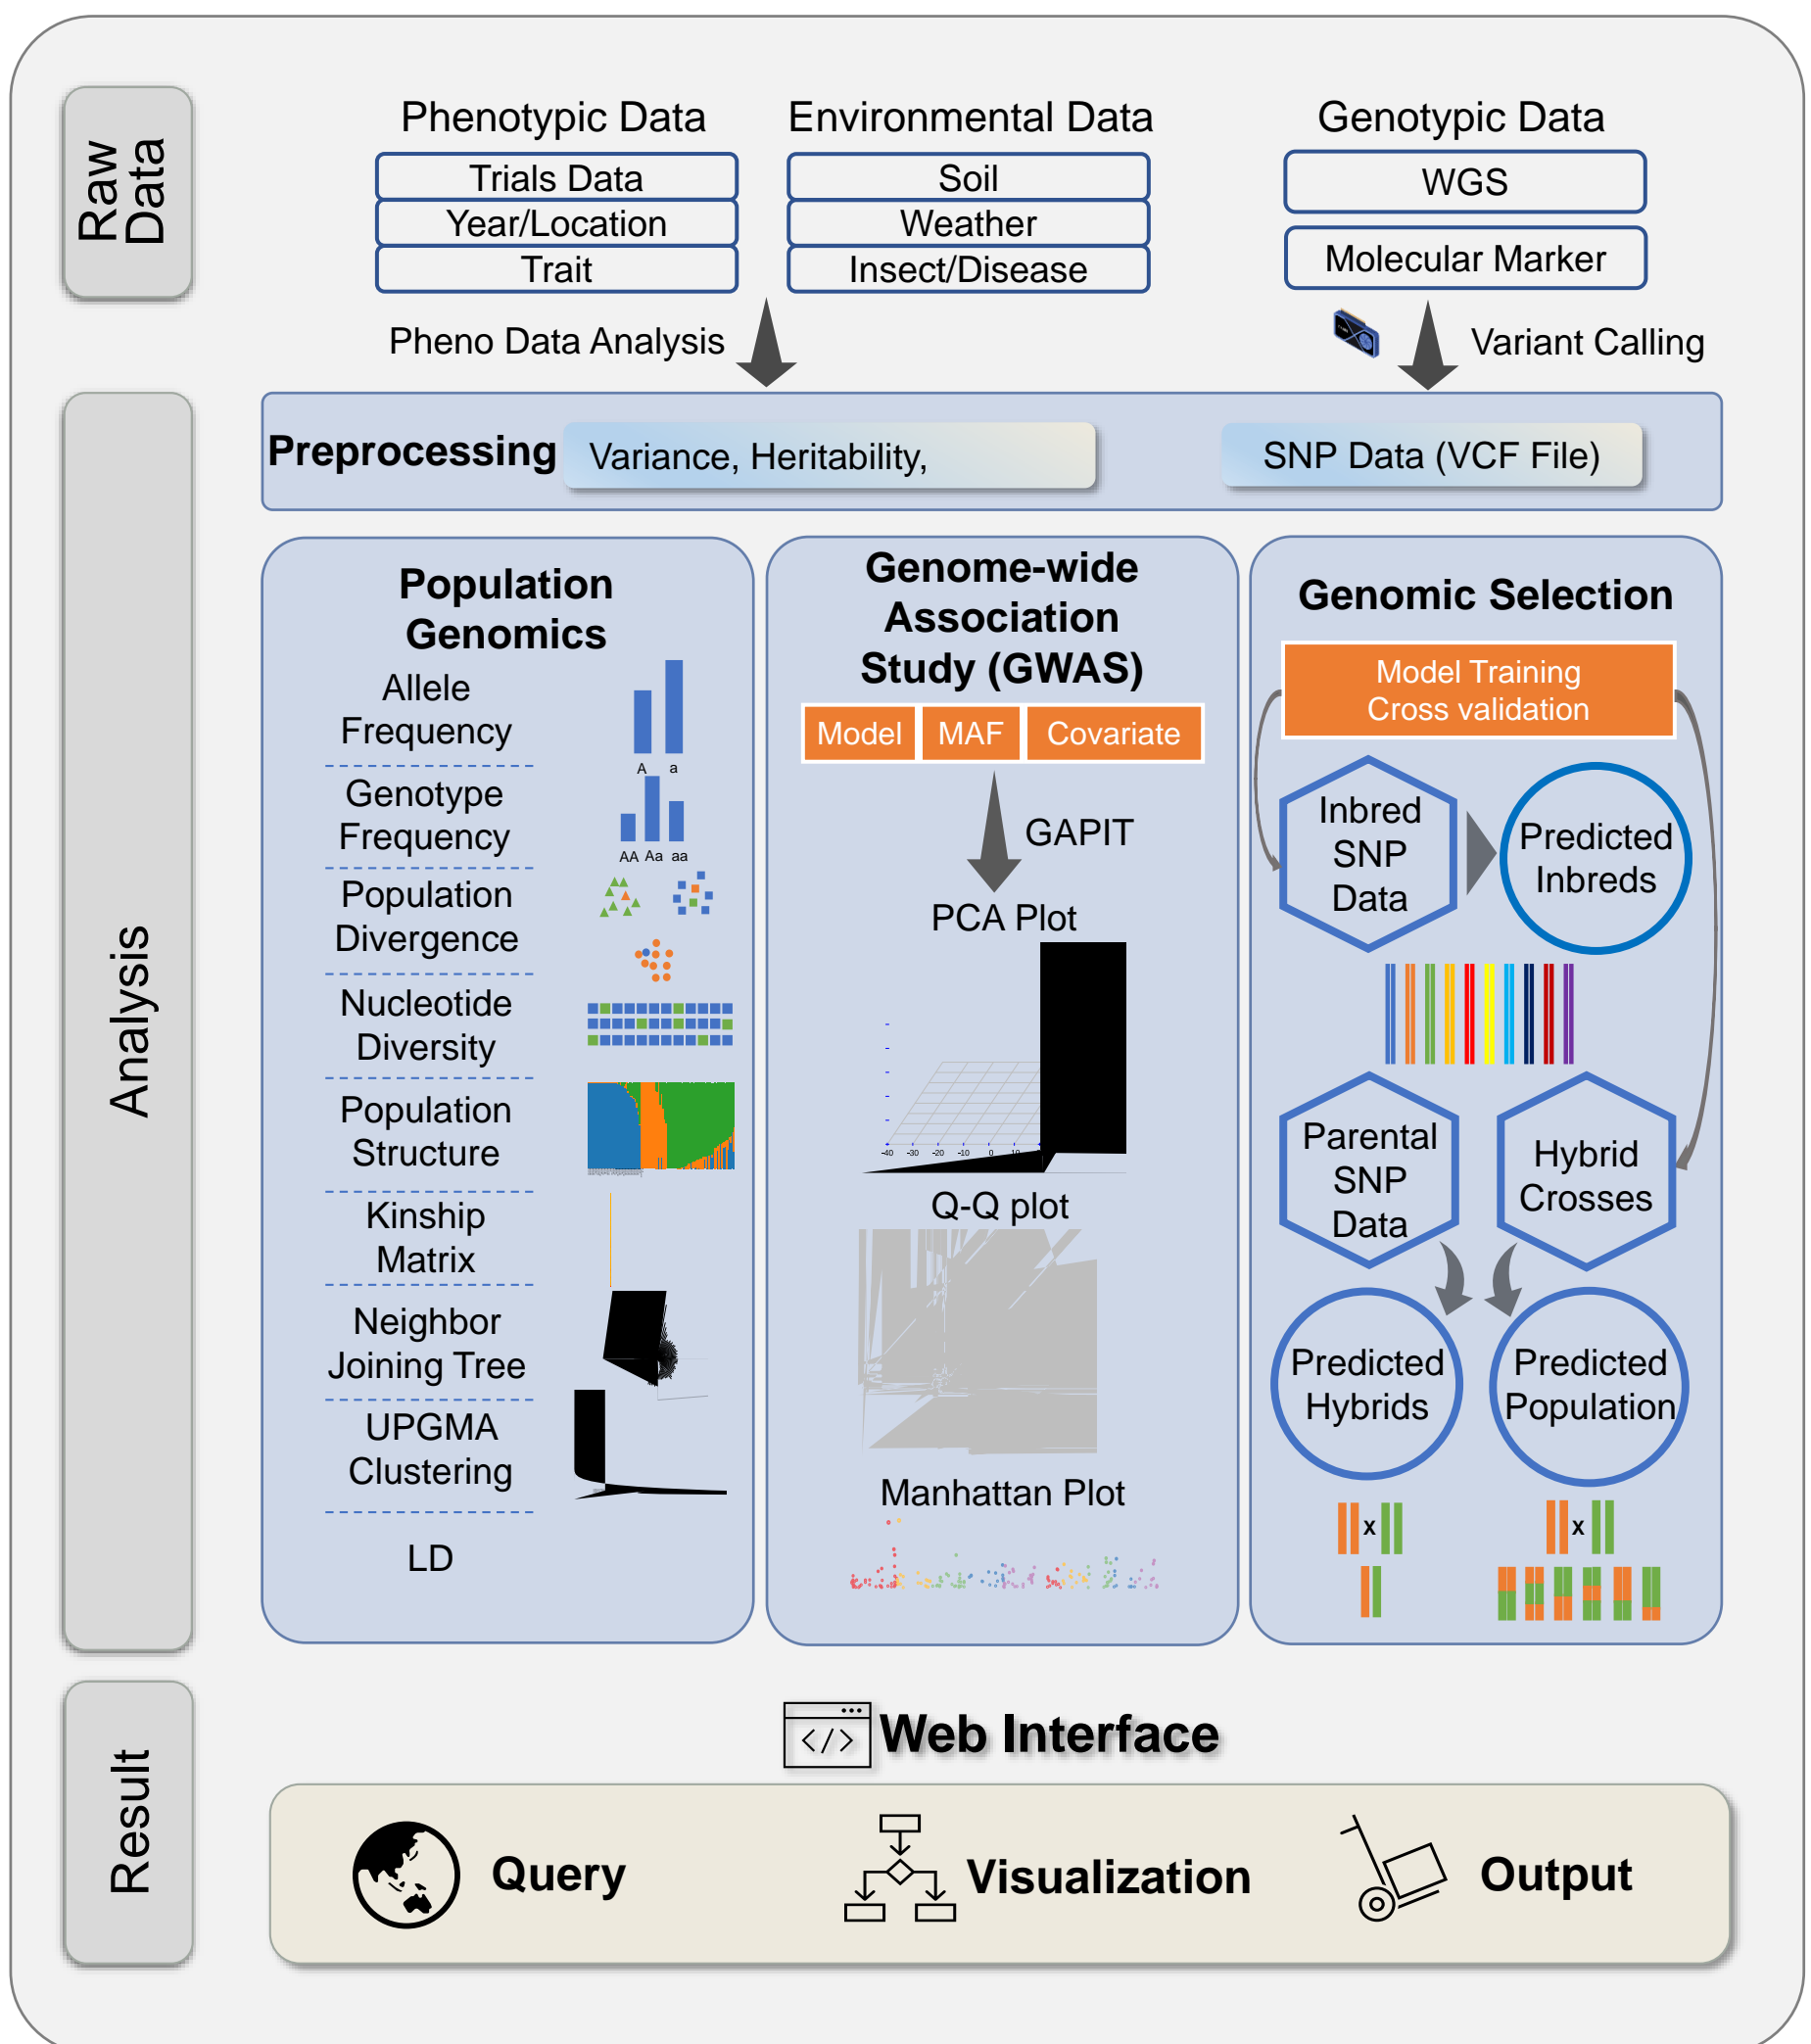 Raw
Data
Phenotypic Data
Trials Data
Year/Location
Trait
Environmental Data
Soil
Weather
Insect/Disease
Genotypic Data
WGS
Molecular Marker
Pheno Data Analysis
Variant Calling
Analysis
Preprocessing
Variance, Heritability,
SNP Data (VCF File)
Population
Genomics
Allele
Frequency
A a
Genotype
Frequency
AA Aa aa
Population
Divergence
Nucleotide
Diversity
Population
Structure
Kinship
Matrix
Neighbor
Joining Tree
UPGMA
Clustering
LD
Genome-wide
Association
Study (GWAS)
Model MAF Covariate
GAPIT
PCA Plot
-40 -30 -20 -10 0
Q-Q plot
Manhattan Plot
Genomic Selection
Model Training
Cross validation
Inbred
SNP
Data
Predicted
Inbreds
Parental
SNP
Data
Hybrid
Crosses
Predicted
Hybrids
Predicted
Population
x
x
Result
</> Web Interface
Query
Visualization
Output